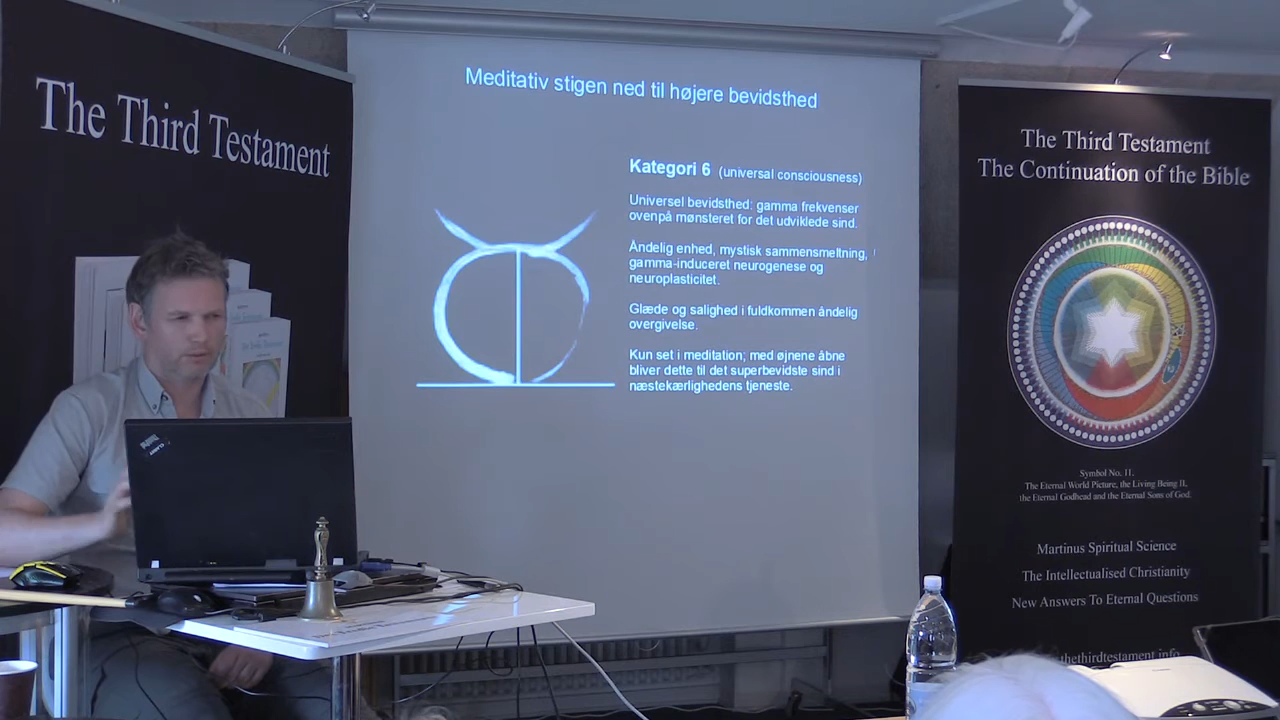 The Third Testament
Meditativ stigen ned til højere bevidsthed
Kategori 6 (universal consciousness)
Universel bevidsthed: gamma frekvenser
ovenpå mønsteret for det udviklede sind.
Åndelig enhed, mystisk sammensmeltning,
gamma-induceret neurogenese og
neuroplasticitet.
Glæde og salighed i fuldkommen åndelig
overgivelse.
Kun set i meditation; med øjnene åbne
bliver dette til det superbevidste sind i
næstekærlighedens tjeneste.
The Third Testament
The Continuation of the Bible
Symbol No. 11.
The Eternal World Picture, the Living Being II,
the Eternal Godhead and the Eternal Sons of God.
Martinus Spiritual Science
The Intellectualised Christianity
New Answers To Eternal Questions
thethirdtestament.info